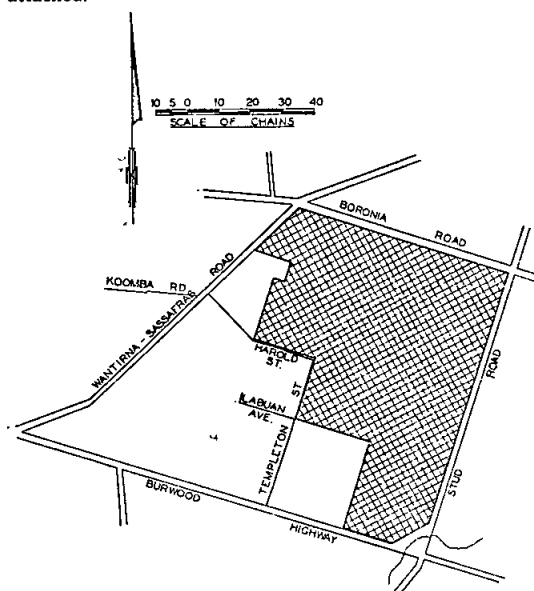 10 5 0 10 20 30 40
SCALE OF CHAINS
BORONIA ROAD
KOOMBA RD
WANTIRNA - SASSAFRAS ROAD
HAROLD
ST.
LABUAN
AVE.
TEMPLETON ST
STUD ROAD
BURWOOD HIGHWAY